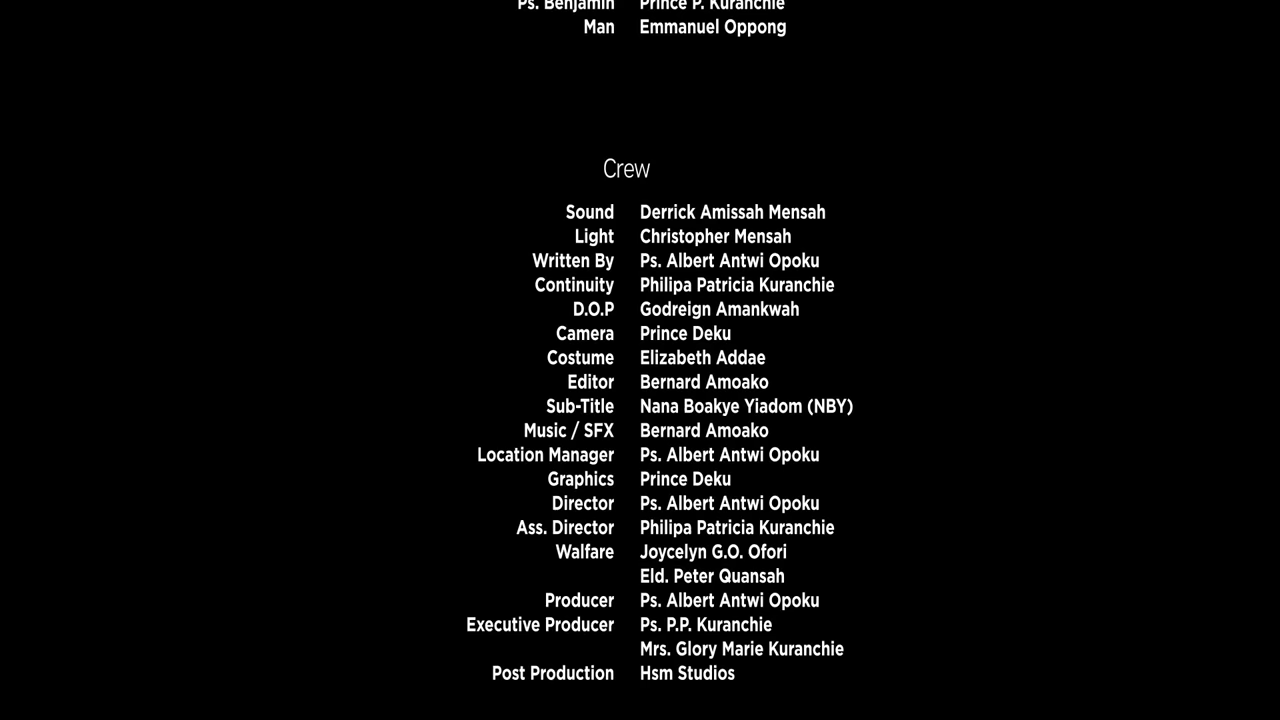 Ps. Benjamin Prince P. Kuranchie
Man Emmanuel Oppong
Crew
Sound Derrick Amissah Mensah
Light Christopher Mensah
Written By Ps. Albert Antwi Opoku
Continuity Philipa Patricia Kuranchie
D.O.P Godreign Amankwah
Camera Prince Deku
Costume Elizabeth Addae
Editor Bernard Amoako
Sub-Title Nana Boakye Yiadom (NBY)
Music / SFX Bernard Amoako
Location Manager Ps. Albert Antwi Opoku
Graphics Prince Deku
Director Ps. Albert Antwi Opoku
Ass. Director Philipa Patricia Kuranchie
Walfare Joycelyn G.O. Ofori
Eld. Peter Quansah
Producer Ps. Albert Antwi Opoku
Executive Producer Ps. P.P. Kuranchie
Mrs. Glory Marie Kuranchie
Post Production Hsm Studios